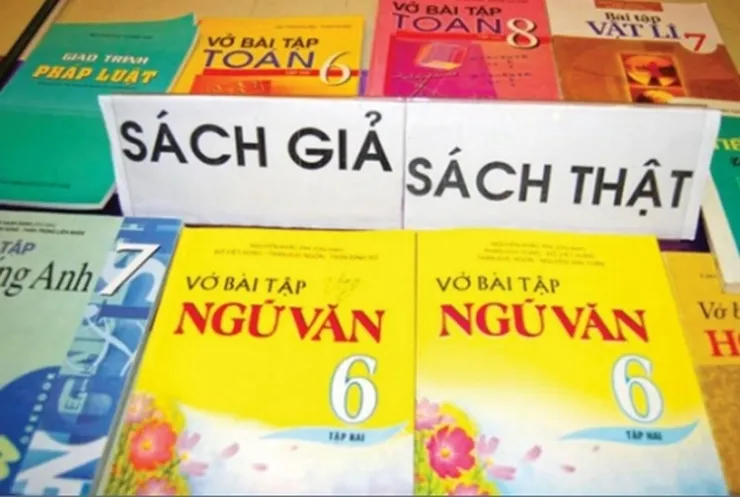 GIÁO TRÌNH
PHÁP LUẬT
VỞ BÀI TẬP
TOÁN 6
VỞ BÀI TẬP
TOÁN 8
Bài tập
VẬT LÍ 7
SÁCH GIẢ
SÁCH THẬT
TẬP
ng Anh 7
VỞ BÀI TẬP
NGỮ VĂN
6
TẬP HAI
VỞ BÀI TẬP
NGỮ VĂN
6
TẬP HAI
Vở b
H